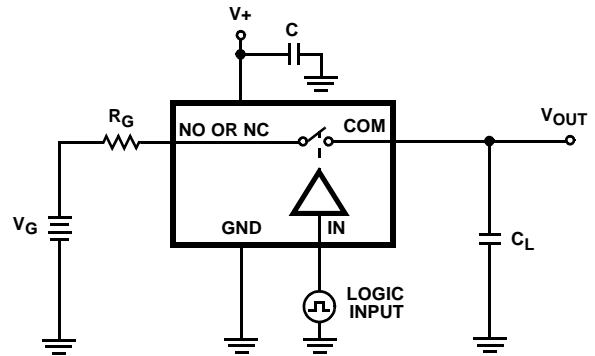 V+
C
RG
NO OR NC
COM
VOUT
VG
GND
IN
CL
LOGIC
INPUT